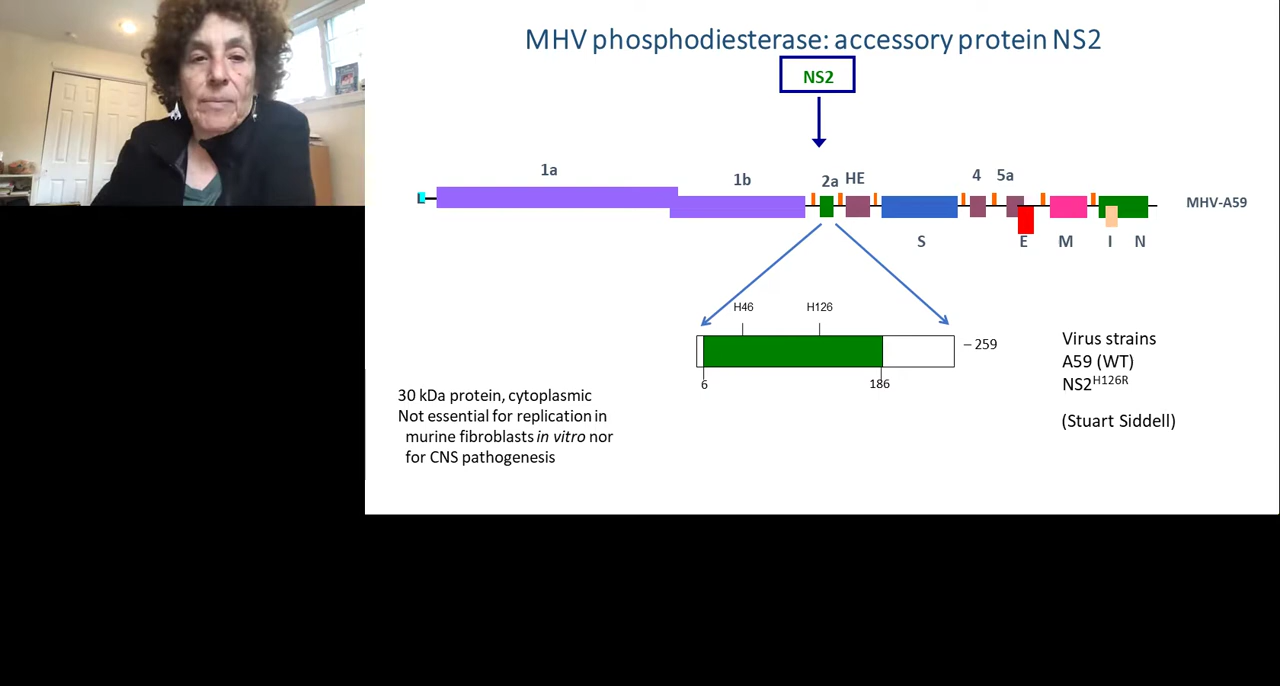 MHV phosphodiesterase: accessory protein NS2
NS2
1a
1b
2a
HE
4
5a
MHV-A59
L
S
E
M
I
N
H46
H126
– 259
6
186
Virus strains
A59 (WT)
NS2H126R
(Stuart Siddell)
30 kDa protein, cytoplasmic
Not essential for replication in
murine fibroblasts in vitro nor
for CNS pathogenesis